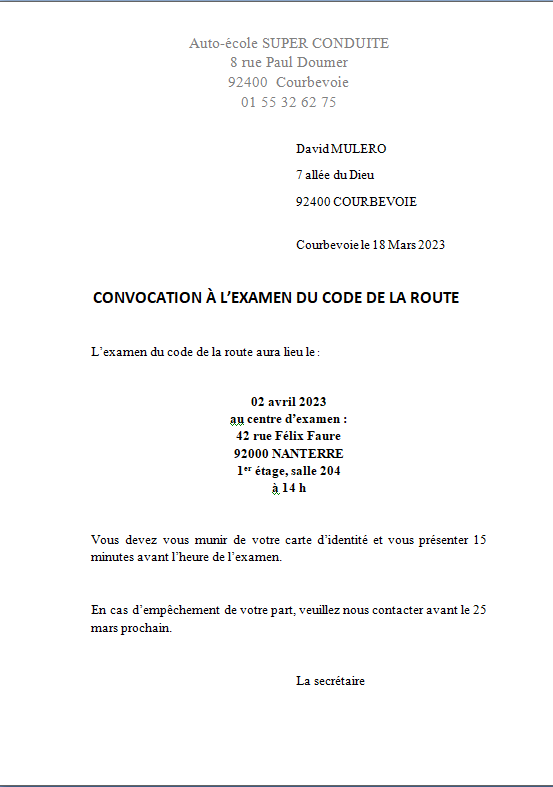 Auto-école SUPER CONDUITE
8 rue Paul Doumer
92400 Courbevoie
01 55 32 62 75
David MULERO
7 allée du Dieu
92400 COURBEVOIE
Courbevoie le 18 Mars 2023
CONVOCATION À L’EXAMEN DU CODE DE LA ROUTE
L’examen du code de la route aura lieu le :
02 avril 2023
au centre d’examen :
42 rue Félix Faure
92000 NANTERRE
1er étage, salle 204
à 14 h
Vous devez vous munir de votre carte d’identité et vous présenter 15
minutes avant l’heure de l’examen.
En cas d’empêchement de votre part, veuillez nous contacter avant le 25
mars prochain.
La secrétaire